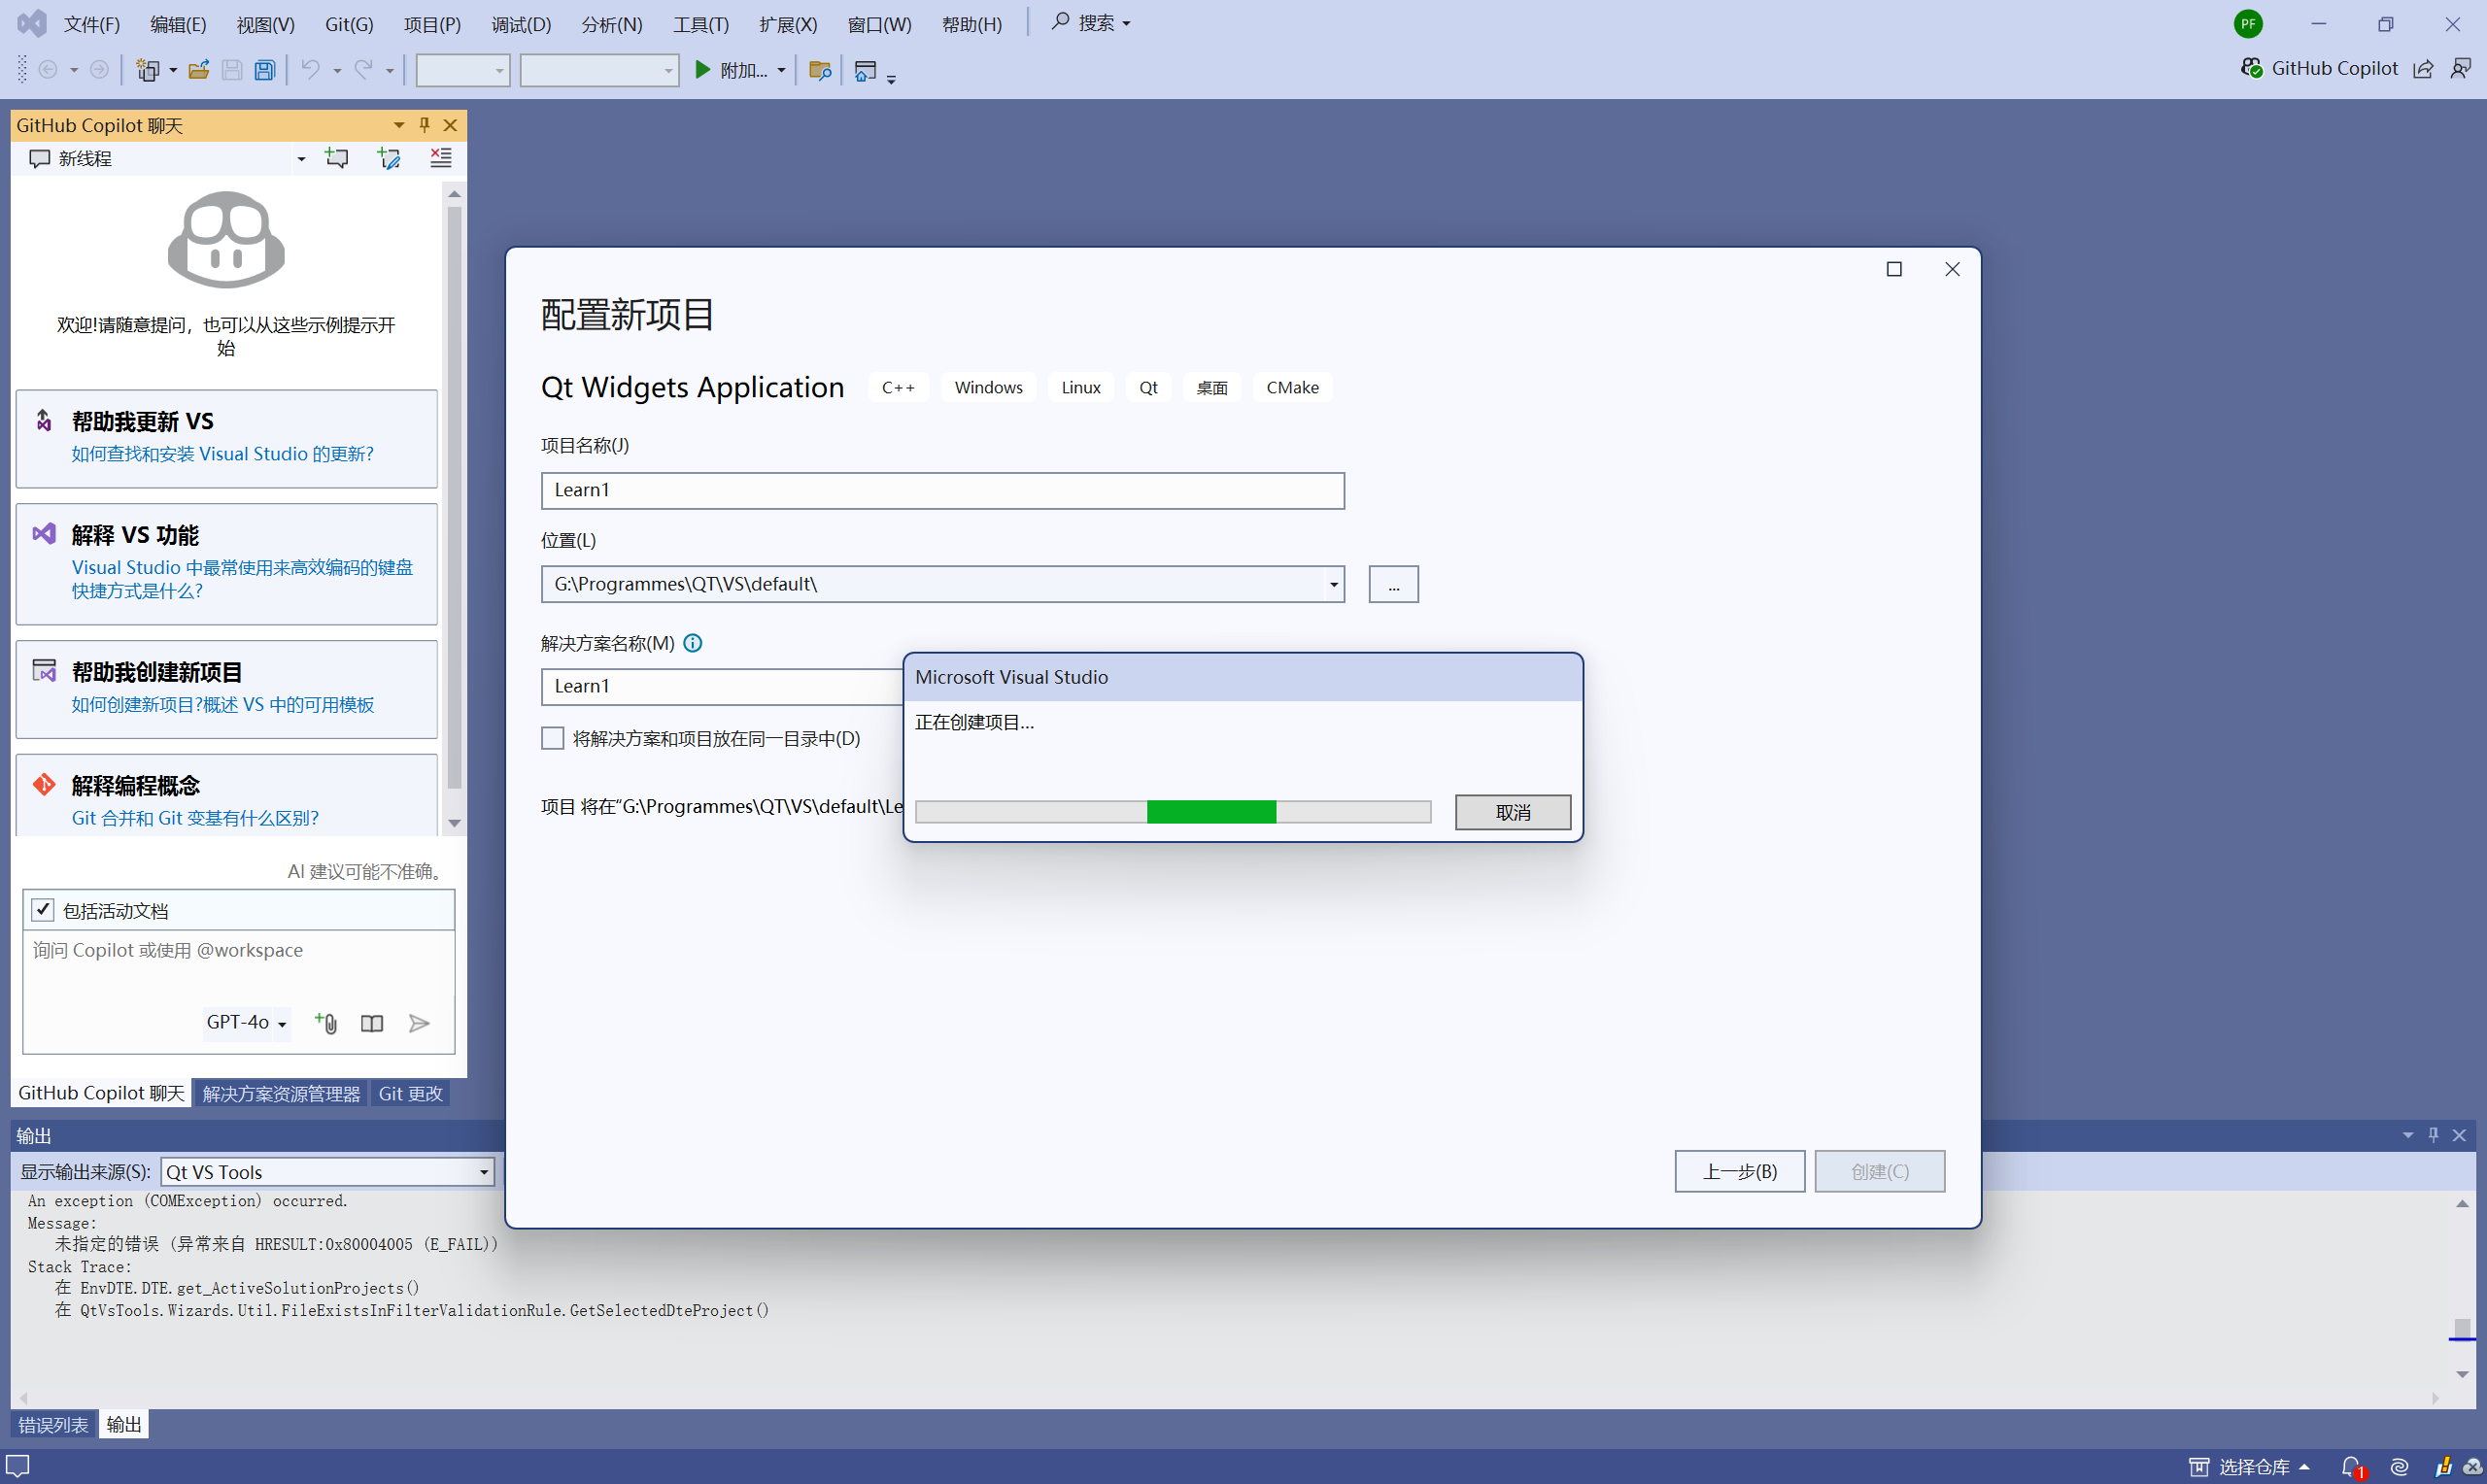 文件(F) 编辑(E) 视图(V) Git(G) 项目(P) 调试(D) 分析(N) 工具(T) 扩展(X) 窗口(W) 帮助(H) 搜索 PF
附加... GitHub Copilot
GitHub Copilot 聊天
新线程
欢迎!请随意提问，也可以从这些示例提示开
始
帮助我更新 VS
如何查找和安装 Visual Studio 的更新?
解释 VS 功能
Visual Studio 中最常使用来高效编码的键盘
快捷方式是什么?
帮助我创建新项目
如何创建新项目?概述 VS 中的可用模板
解释编程概念
Git 合并和 Git 变基有什么区别?
AI 建议可能不准确。
包括活动文档
询问 Copilot 或使用 @workspace
GPT-4o
GitHub Copilot 聊天 解决方案资源管理器 Git 更改
配置新项目
Qt Widgets Application C++ Windows Linux Qt 桌面 CMake
项目名称(J)
Learn1
位置(L)
G:\Programmes\QT\VS\default\
...
解决方案名称(M)
Learn1
将解决方案和项目放在同一目录中(D)
项目 将在“G:\Programmes\QT\VS\default\Le
Microsoft Visual Studio
正在创建项目...
取消
上一步(B) 创建(C)
输出
显示输出来源(S): Qt VS Tools
An exception (COMException) occurred.
Message:
未指定的错误 (异常来自 HRESULT:0x80004005 (E_FAIL))
Stack Trace:
在 EnvDTE.DTE.get_ActiveSolutionProjects()
在 QtVsTools.Wizards.Util.FileExistsInFilterValidationRule.GetSelectedDteProject()
错误列表 输出
选择仓库 1